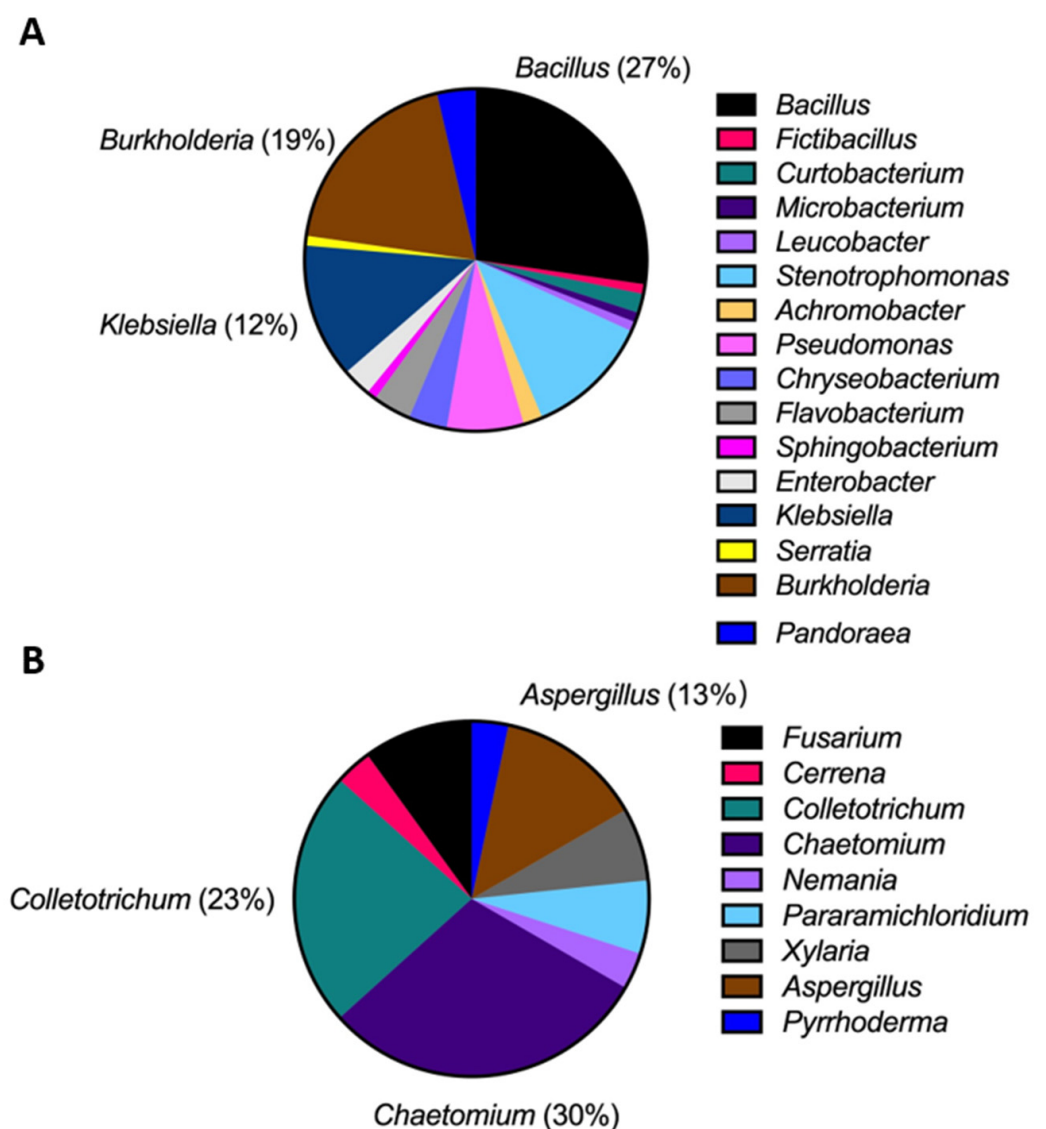 A
Bacillus (27%)
Burkholderia (19%)
Klebsiella (12%)
Bacillus
Fictibacillus
Curtobacterium
Microbacterium
Leucobacter
Stenotrophomonas
Achromobacter
Pseudomonas
Chryseobacterium
Flavobacterium
Sphingobacterium
Enterobacter
Klebsiella
Serratia
Burkholderia
Pandoraea
B
Aspergillus (13%)
Colletotrichum (23%)
Chaetomium (30%)
Fusarium
Cerrena
Colletotrichum
Chaetomium
Nemania
Pararamichloridium
Xylaria
Aspergillus
Pyrrhoderma